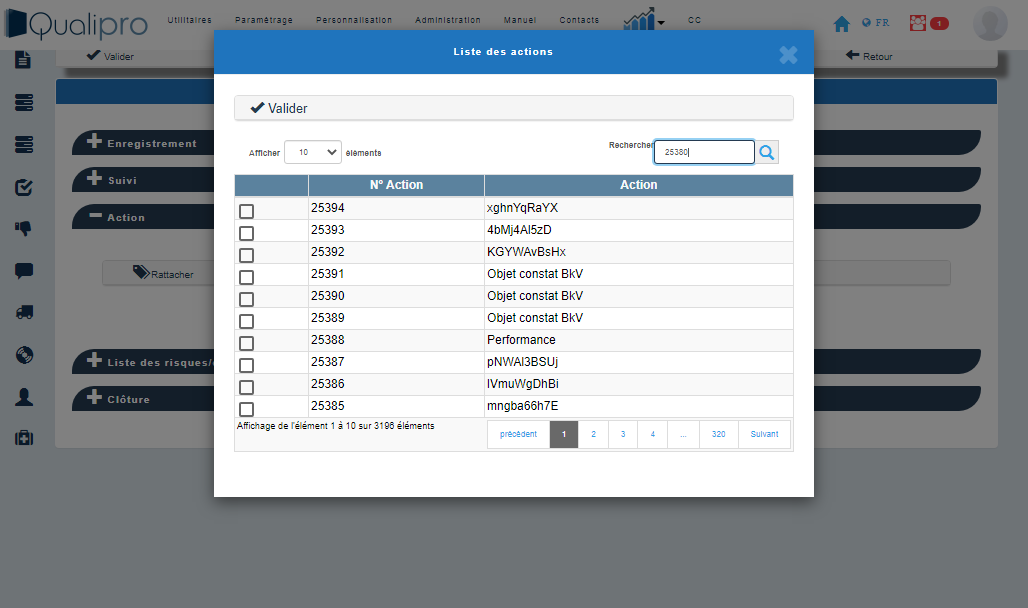 Qualipro
Utilitaires Paramétrage Personnalisation Administration Manuel Contacts CC
FR 1
Valider Retour
Enregistrement
Suivi
Action
Rattacher
Liste des risques/
Clôture
Liste des actions
Valider
Afficher 10 éléments
Rechercher 25380
N° Action Action
25394 xghnYqRaYX
25393 4bMj4Al5zD
25392 KGYWAvBsHx
25391 Objet constat BkV
25390 Objet constat BkV
25389 Objet constat BkV
25388 Performance
25387 pNWAl3BSUj
25386 lVmuWgDhBi
25385 mngba66h7E
Affichage de l'élément 1 à 10 sur 3196 éléments
précédent 1 2 3 4 ... 320 Suivant